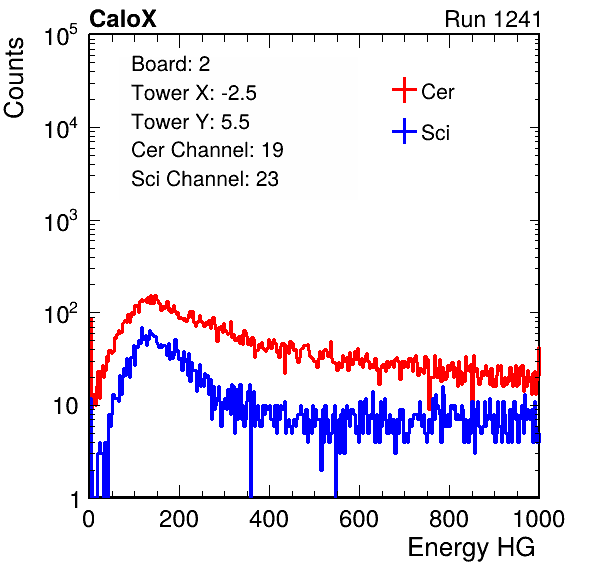 CaloX Run 1241
Counts
Board: 2
Tower X: -2.5
Tower Y: 5.5
Cer Channel: 19
Sci Channel: 23
Cer
Sci
10^5
10^4
10^3
10^2
10
1
0 200 400 600 800 1000
Energy HG